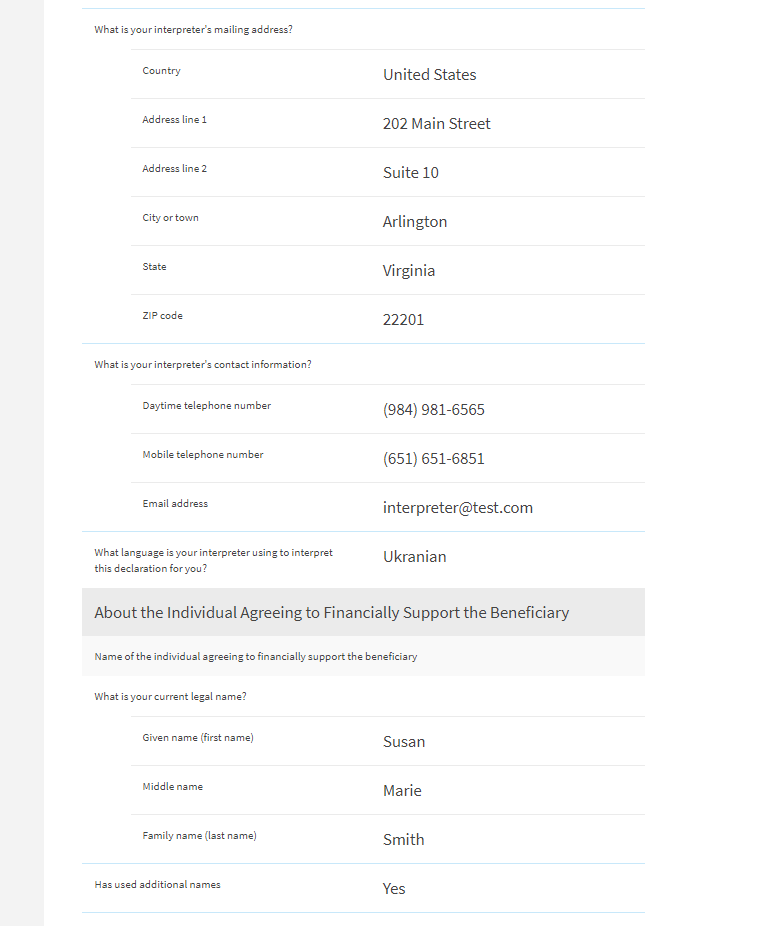 What is your interpreter's mailing address?
Country
United States
Address line 1
202 Main Street
Address line 2
Suite 10
City or town
Arlington
State
Virginia
ZIP code
22201
What is your interpreter's contact information?
Daytime telephone number
(984) 981-6565
Mobile telephone number
(651) 651-6851
Email address
interpreter@test.com
What language is your interpreter using to interpret
this declaration for you?
Ukranian
About the Individual Agreeing to Financially Support the Beneficiary
Name of the individual agreeing to financially support the beneficiary
What is your current legal name?
Given name (first name)
Susan
Middle name
Marie
Family name (last name)
Smith
Has used additional names
Yes